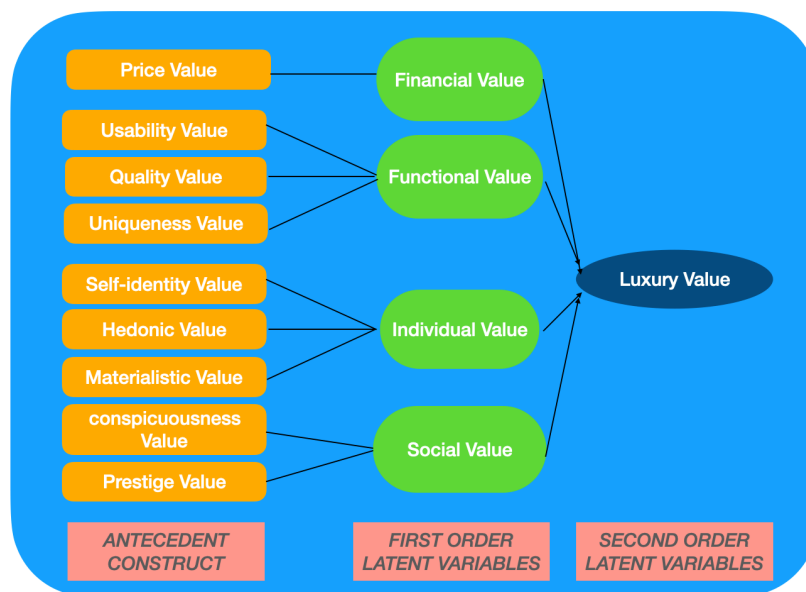 Price Value
Financial Value
Usability Value
Quality Value
Functional Value
Uniqueness Value
Self-identity Value
Luxury Value
Hedonic Value
Individual Value
Materialistic Value
conspicuousness
Value
Social Value
Prestige Value
ANTECEDENT
CONSTRUCT
FIRST ORDER
LATENT VARIABLES
SECOND ORDER
LATENT VARIABLES